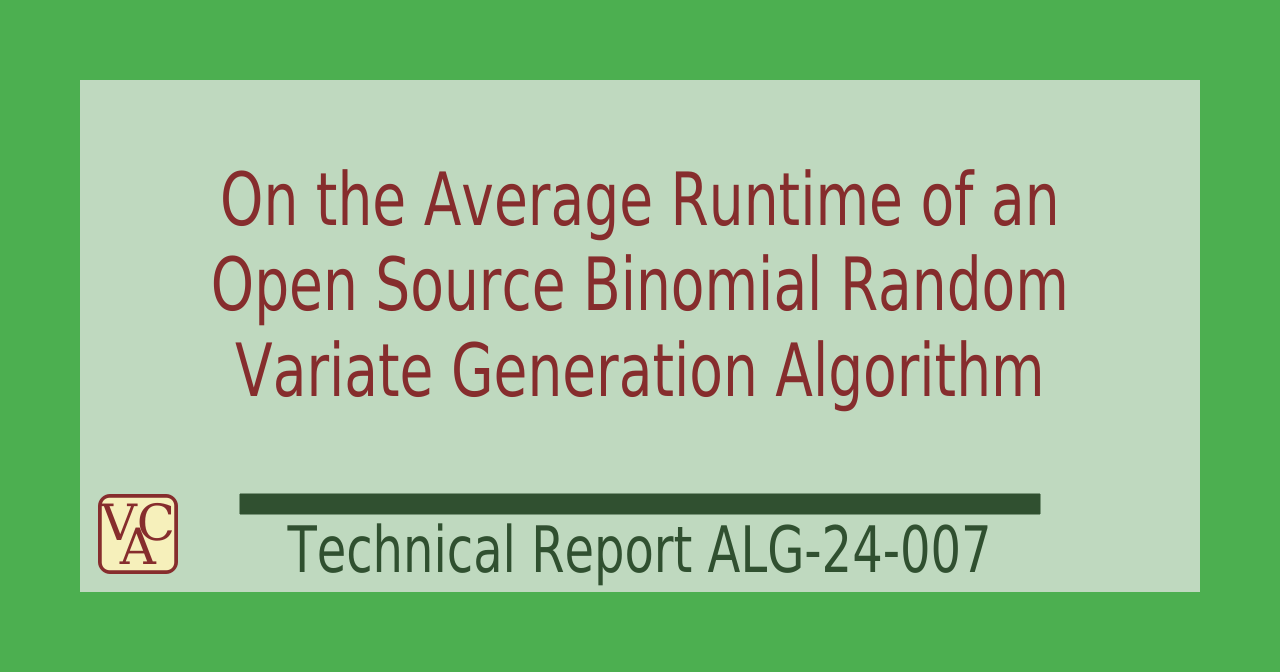 On the Average Runtime of an
Open Source Binomial Random
Variate Generation Algorithm
VCA
Technical Report ALG-24-007